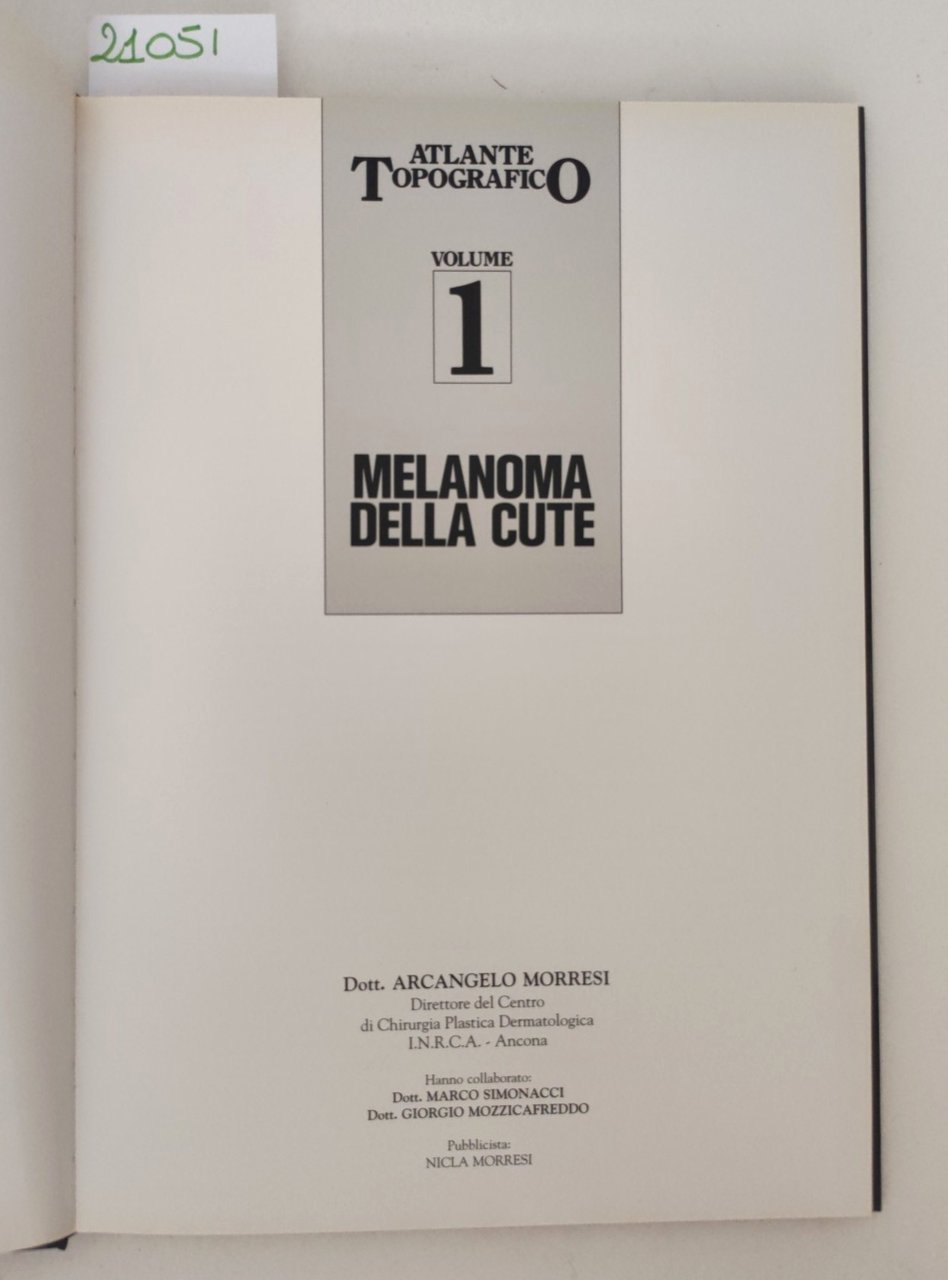 21051
ATLANTE
TOPOGRAFICO
VOLUME
1
MELANOMA
DELLA CUTE
Dott. ARCANGELO MORRESI
Direttore del Centro
di Chirurgia Plastica Dermatologica
I.N.R.C.A. - Ancona
Hanno collaborato:
Dott. MARCO SIMONACCI
Dott. GIORGIO MOZZICAFREDDO
Pubblicista:
NICLA MORRESI